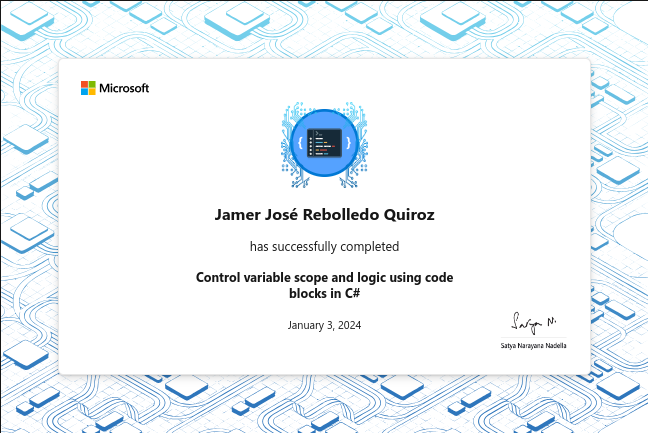 Microsoft
Jamer José Rebolledo Quiroz
has successfully completed
Control variable scope and logic using code
blocks in C#
January 3, 2024
Satya N.
Satya Narayana Nadella